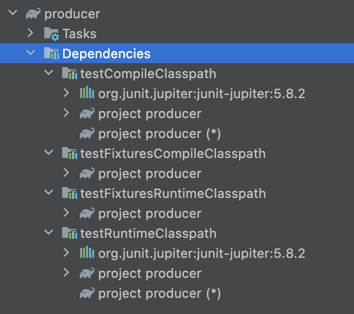 producer
Tasks
Dependencies
testCompileClasspath
org.junit.jupiter:junit-jupiter:5.8.2
project producer
project producer (*)
testFixturesCompileClasspath
project producer
testFixturesRuntimeClasspath
project producer
testRuntimeClasspath
org.junit.jupiter:junit-jupiter:5.8.2
project producer
project producer (*)